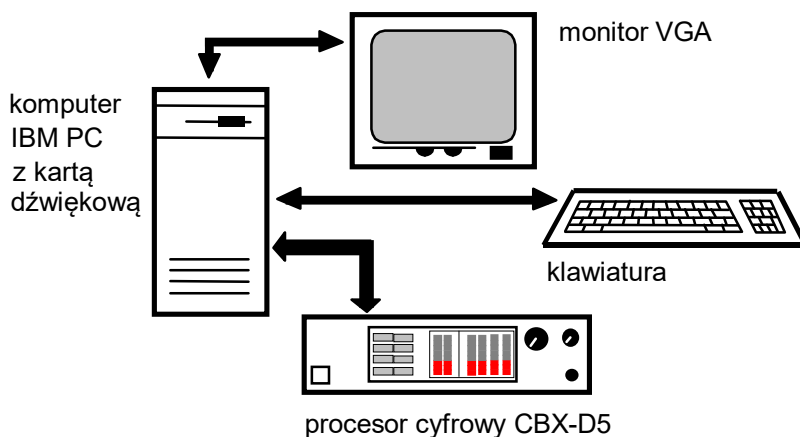 monitor VGA
komputer
IBM PC
z kartą
dźwiękową
klawiatura
procesor cyfrowy CBX-D5